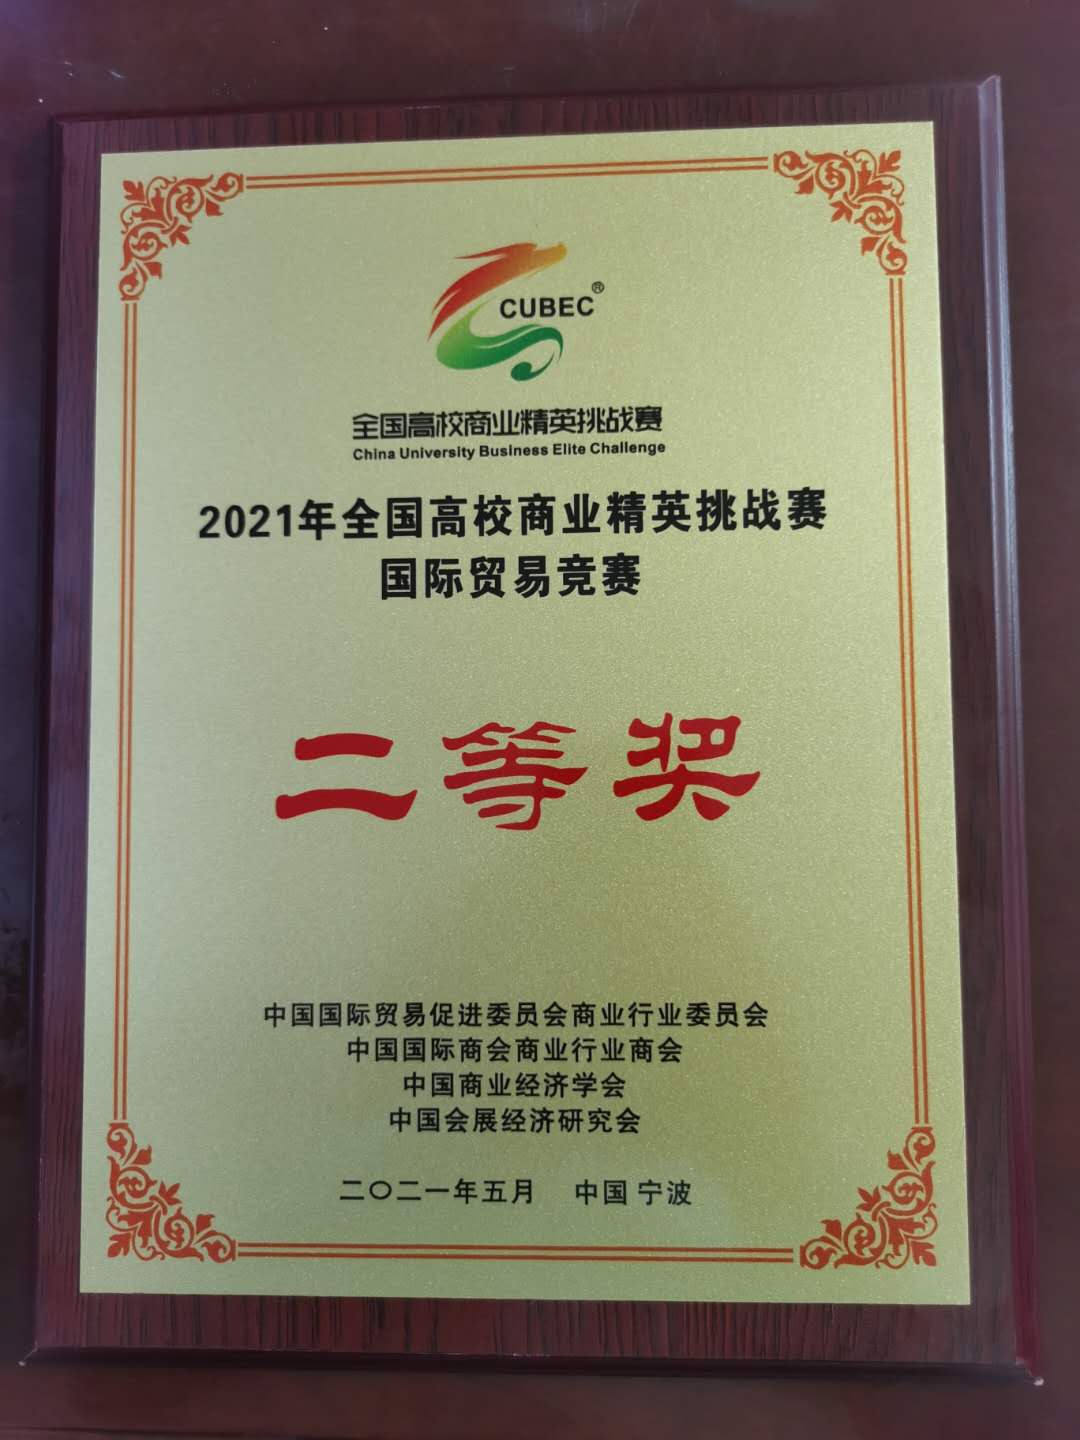 CUBEC®
全国高校商业精英挑战赛
China University Business Elite Challenge
2021年全国高校商业精英挑战赛
国际贸易竞赛
二等奖
中国国际贸易促进委员会商业行业委员会
中国国际商会商业行业商会
中国商业经济学会
中国会展经济研究会
二〇二一年五月 中国 宁波